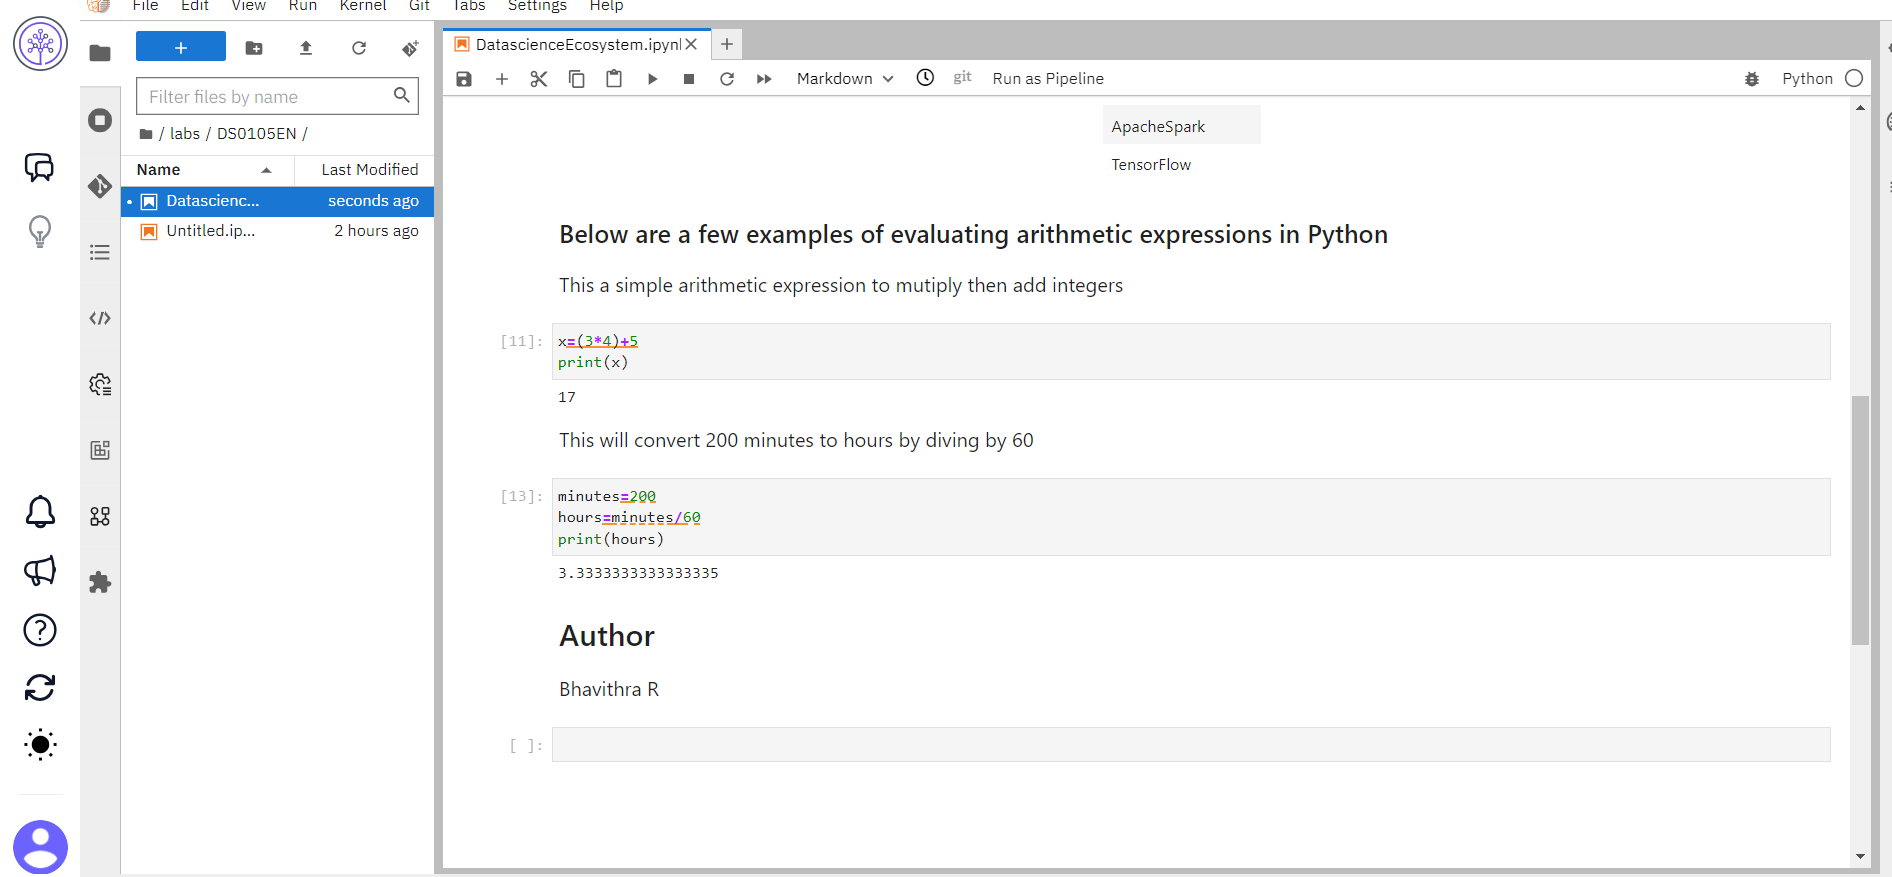 File Edit View Run Kernel Git Tabs Settings Help
+
Filter files by name
/ labs / DS0105EN /
Name Last Modified
Datascienc... seconds ago
Untitled.ip... 2 hours ago
DatascienceEcosystem.ipynl
Markdown git Run as Pipeline Python
ApacheSpark
TensorFlow
Below are a few examples of evaluating arithmetic expressions in Python
This a simple arithmetic expression to mutiply then add integers
[11]: x=(3*4)+5
print(x)
17
This will convert 200 minutes to hours by diving by 60
[13]: minutes=200
hours=minutes/60
print(hours)
3.3333333333333335
Author
Bhavithra R
[ ]: